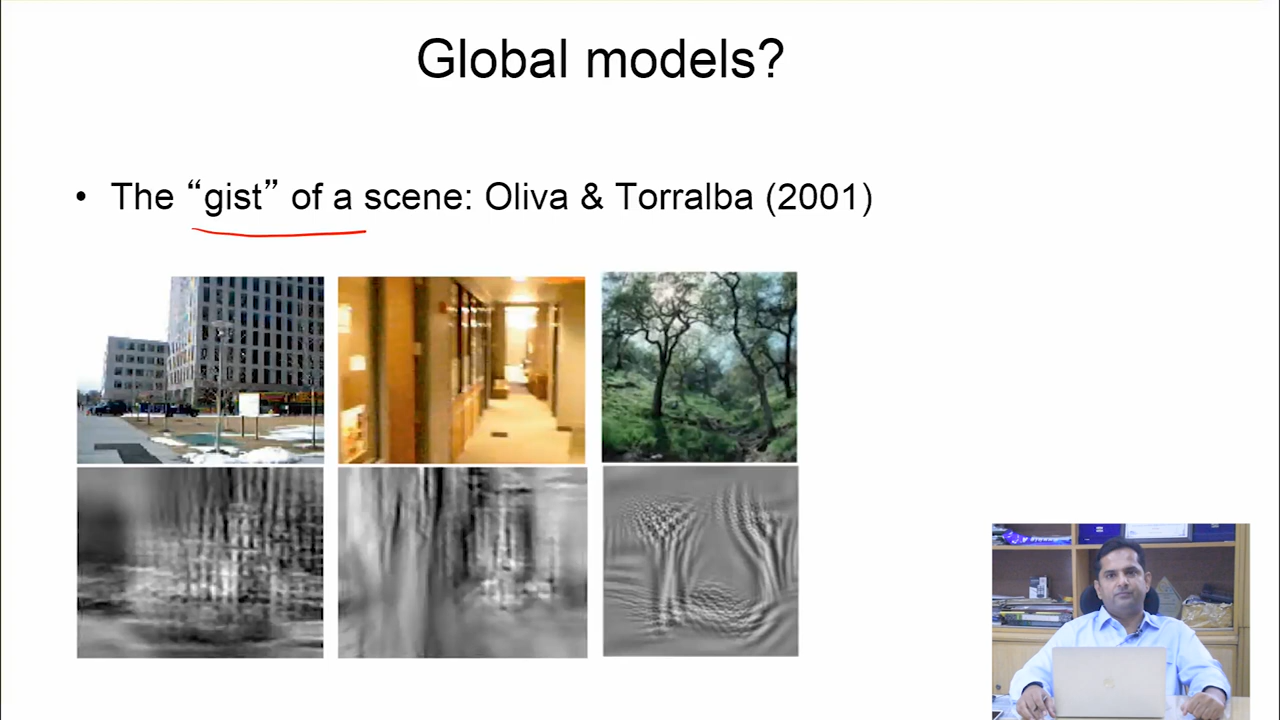 Global models?
• The “gist” of a scene: Oliva & Torralba (2001)